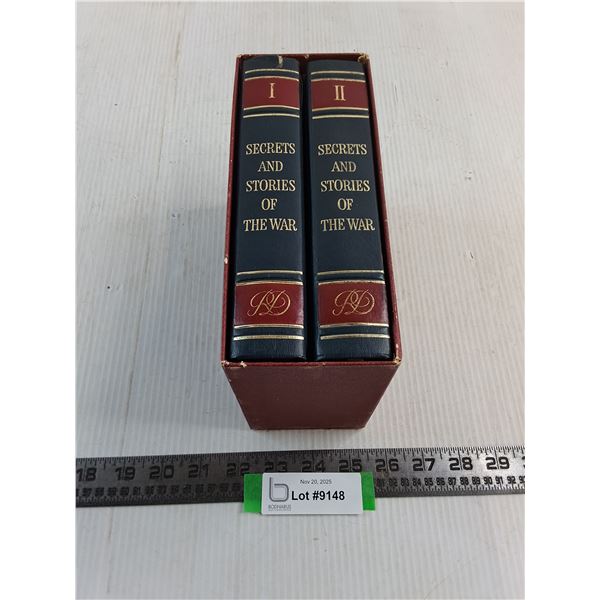 I
SECRETS
AND
STORIES
OF
THE WAR
RD
II
SECRETS
AND
STORIES
OF
THE WAR
RD
18 19 20 21 22 23 24 25 26 27 28 29
Nov 20, 2025
Lot #9148
BODNARUS